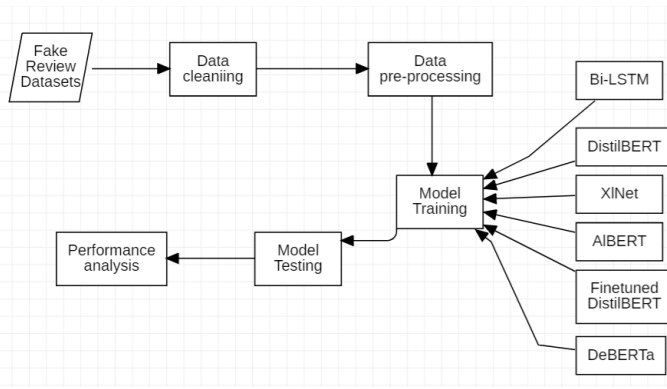 Fake
Review
Datasets
Data
cleaniing
Data
pre-processing
Bi-LSTM
DistilBERT
XlNet
AlBERT
Finetuned
DistilBERT
DeBERTa
Model
Training
Model
Testing
Performance
analysis